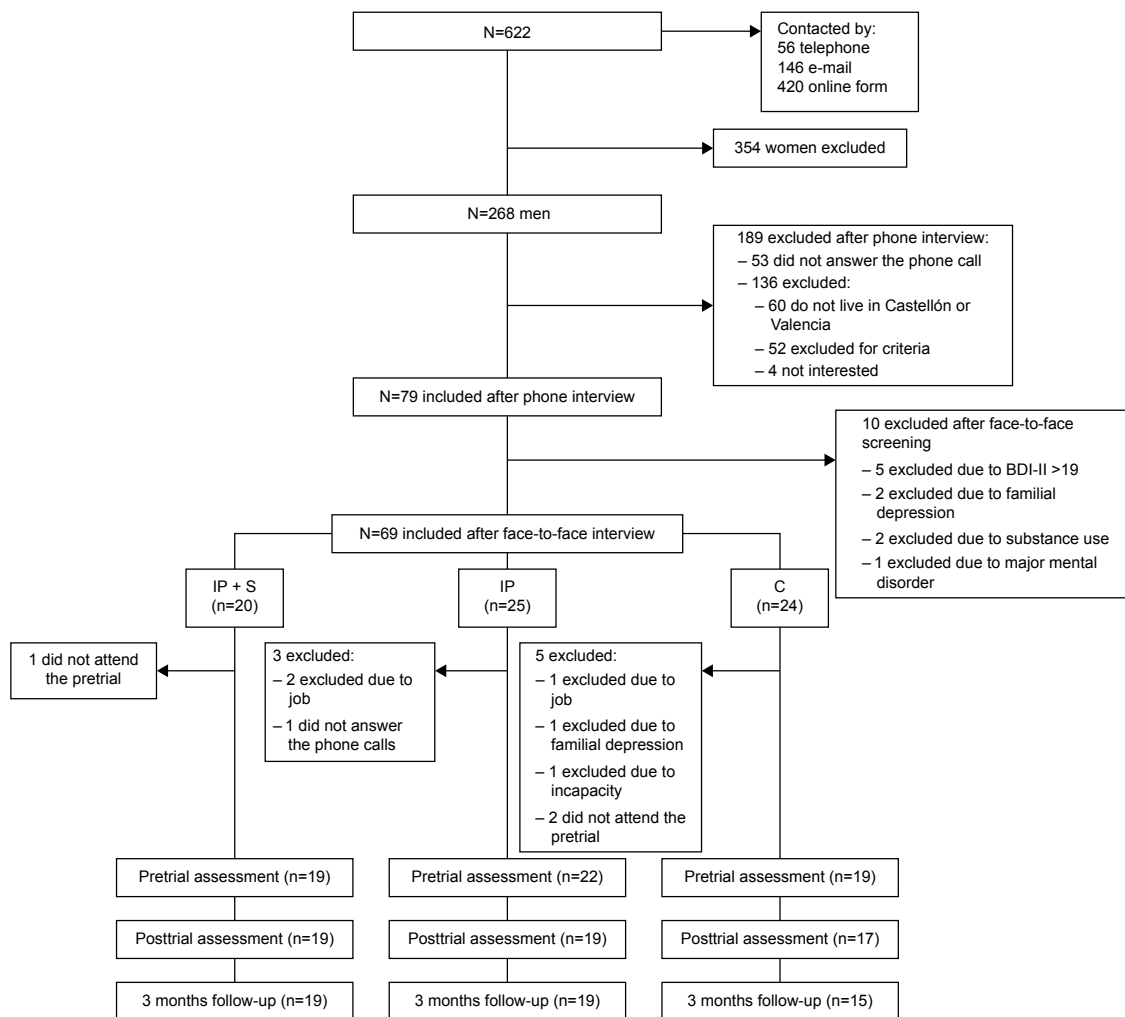 N=622
Contacted by:
56 telephone
146 e-mail
420 online form
354 women excluded
N=268 men
189 excluded after phone interview:
– 53 did not answer the phone call
– 136 excluded:
– 60 do not live in Castellón or
Valencia
– 52 excluded for criteria
– 4 not interested
N=79 included after phone interview
10 excluded after face-to-face
screening
– 5 excluded due to BDI-II >19
– 2 excluded due to familial
depression
– 2 excluded due to substance use
– 1 excluded due to major mental
disorder
N=69 included after face-to-face interview
IP + S
(n=20)
IP
(n=25)
C
(n=24)
1 did not attend
the pretrial
3 excluded:
– 2 excluded due to
job
– 1 did not answer
the phone calls
5 excluded:
– 1 excluded due to
job
– 1 excluded due to
familial depression
– 1 excluded due to
incapacity
– 2 did not attend the
pretrial
Pretrial assessment (n=19)
Pretrial assessment (n=22)
Pretrial assessment (n=19)
Posttrial assessment (n=19)
Posttrial assessment (n=19)
Posttrial assessment (n=17)
3 months follow-up (n=19)
3 months follow-up (n=19)
3 months follow-up (n=15)